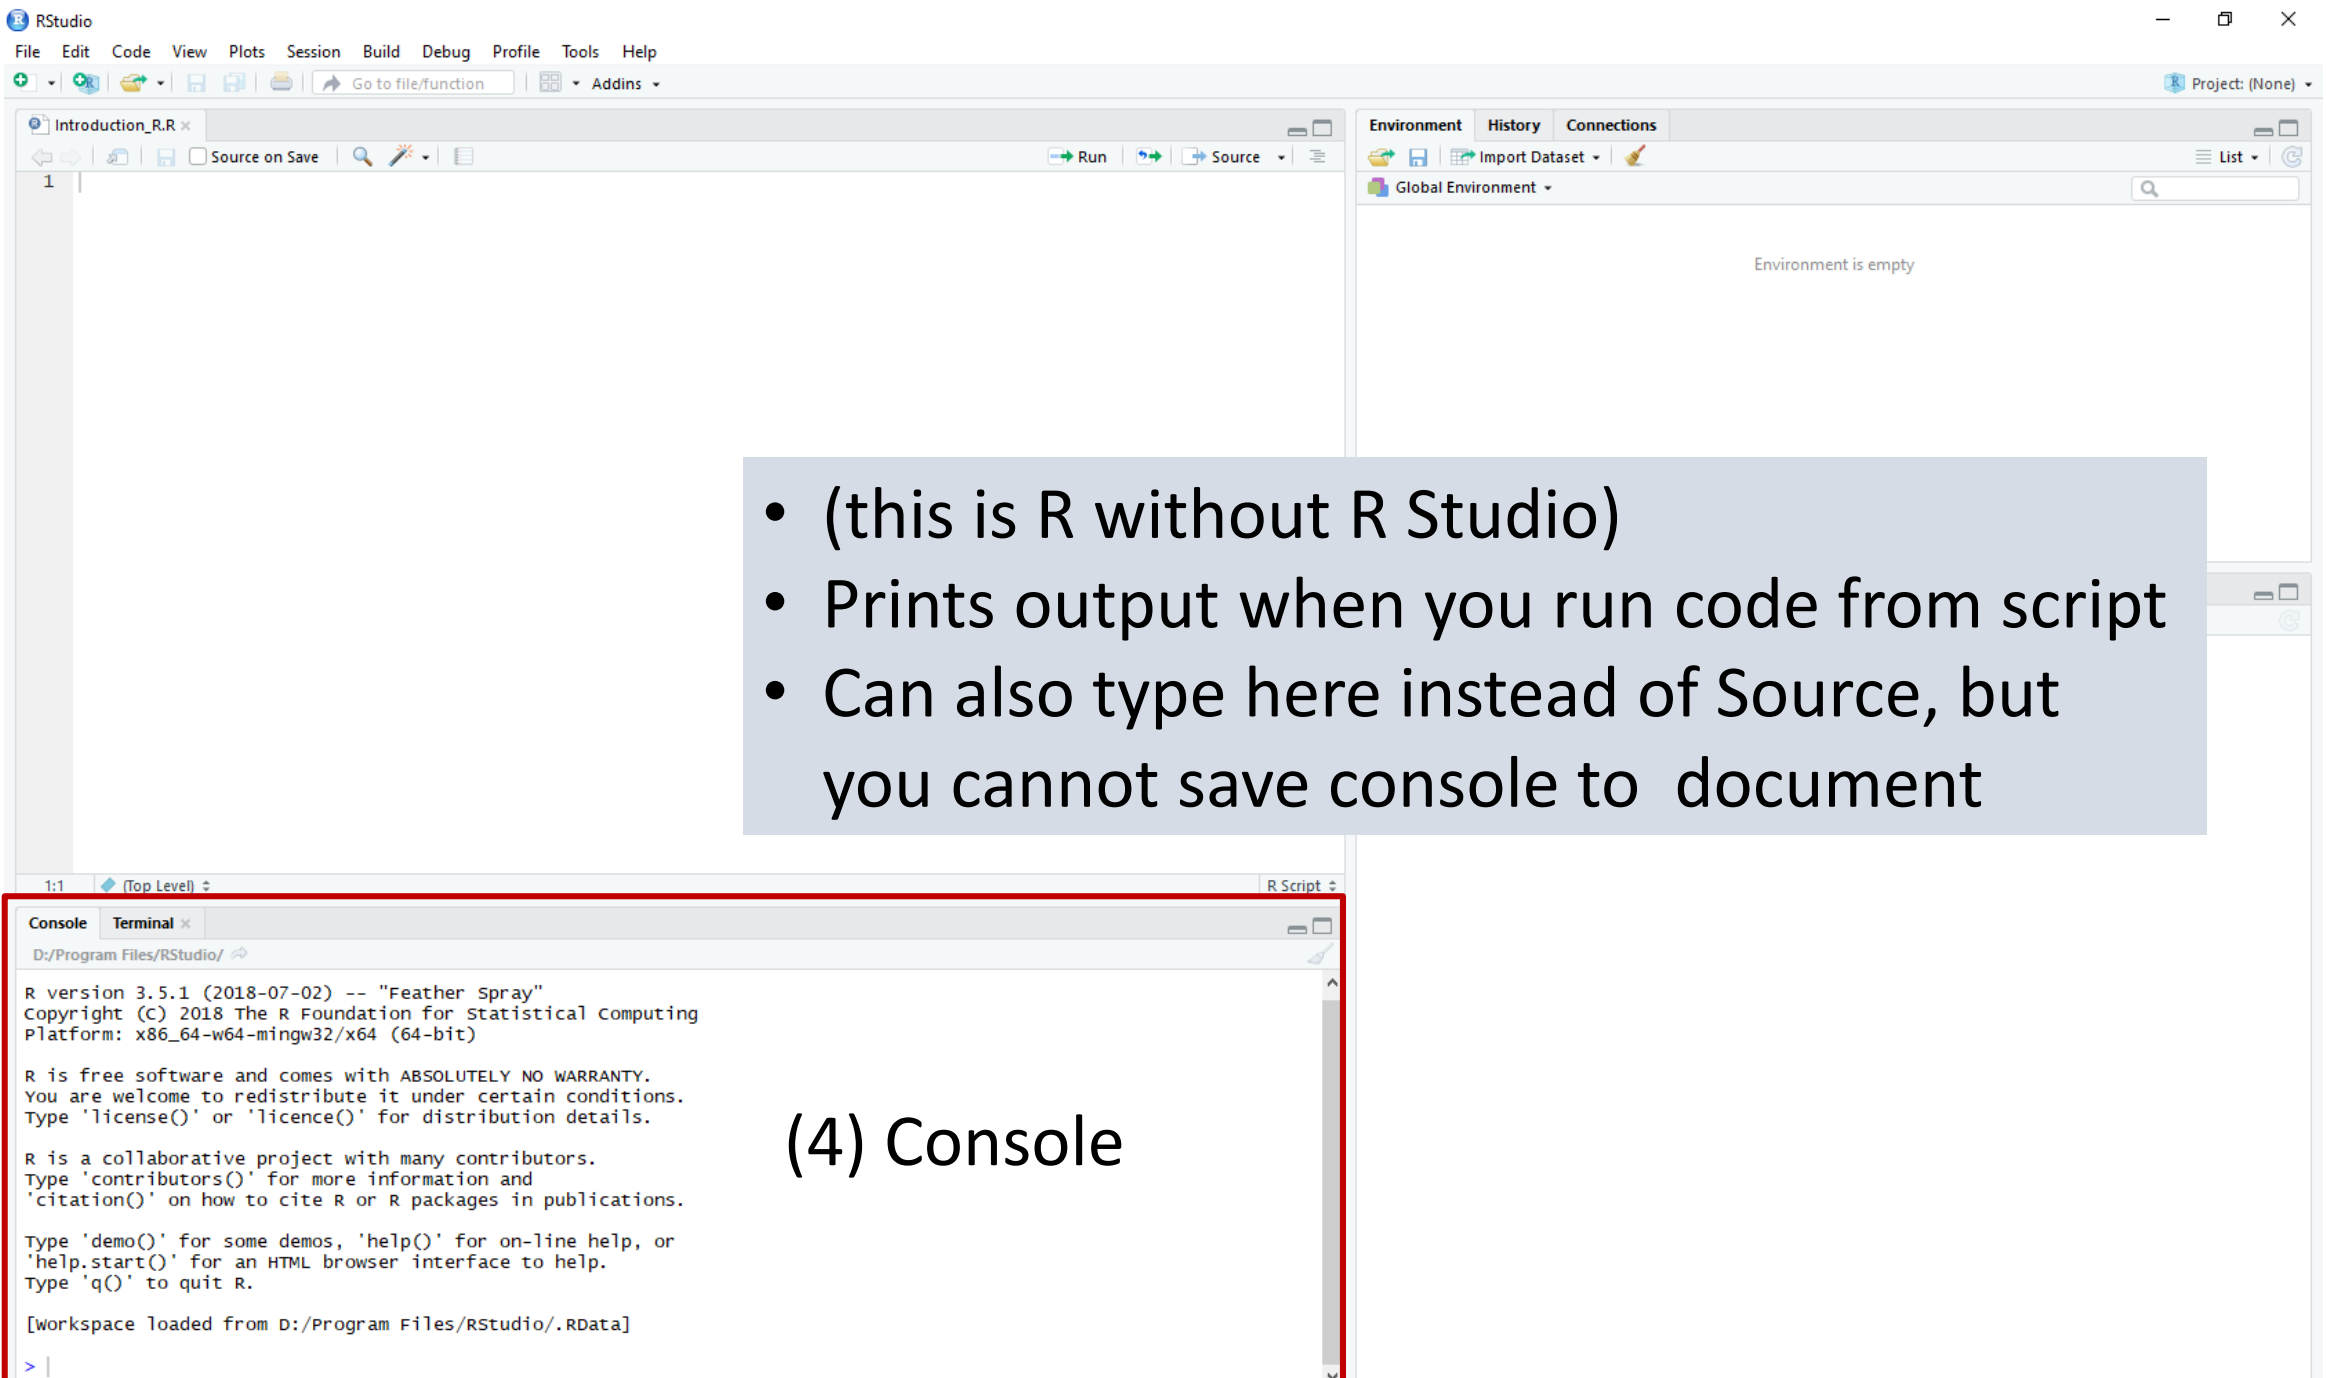 RStudio
File Edit Code View Plots Session Build Debug Profile Tools Help
Go to file/function Addins
Project: (None)
Introduction_R.R
Source on Save Run Source
1
Environment History Connections
Import Dataset List
Global Environment
Environment is empty
• (this is R without R Studio)
• Prints output when you run code from script
• Can also type here instead of Source, but
you cannot save console to document
1:1 (Top Level) R Script
Console Terminal
D:/Program Files/RStudio/
R version 3.5.1 (2018-07-02) -- "Feather Spray"
Copyright (C) 2018 The R Foundation for Statistical Computing
Platform: x86_64-w64-mingw32/x64 (64-bit)
R is free software and comes with ABSOLUTELY NO WARRANTY.
You are welcome to redistribute it under certain conditions.
Type 'license()' or 'licence()' for distribution details.
R is a collaborative project with many contributors.
Type 'contributors()' for more information and
'citation()' on how to cite R or R packages in publications.
Type 'demo()' for some demos, 'help()' for on-line help, or
'help.start()' for an HTML browser interface to help.
Type 'q()' to quit R.
[Workspace loaded from D:/Program Files/RStudio/.RData]
>
(4) Console